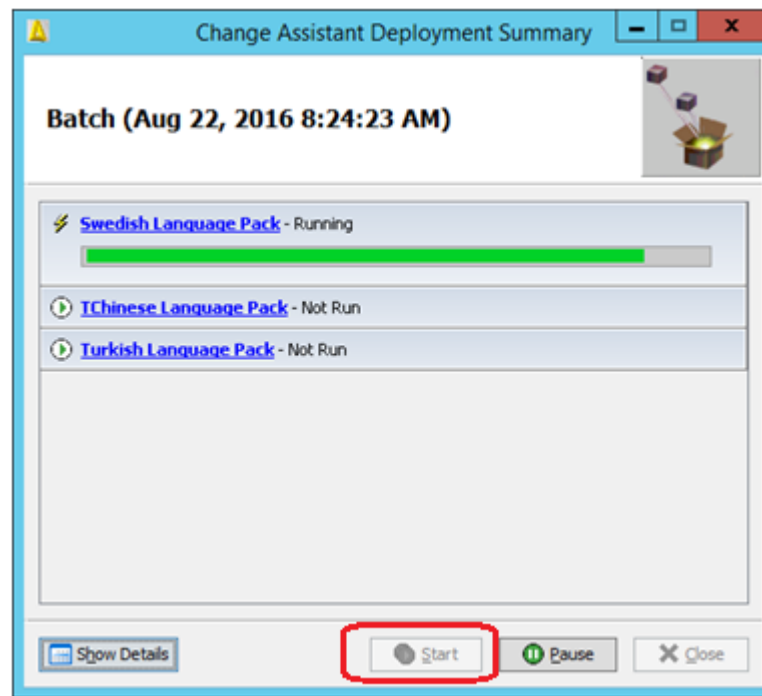 Change Assistant Deployment Summary
Batch (Aug 22, 2016 8:24:23 AM)
Swedish Language Pack - Running
TChinese Language Pack - Not Run
Turkish Language Pack - Not Run
Show Details
Start
Pause
Close